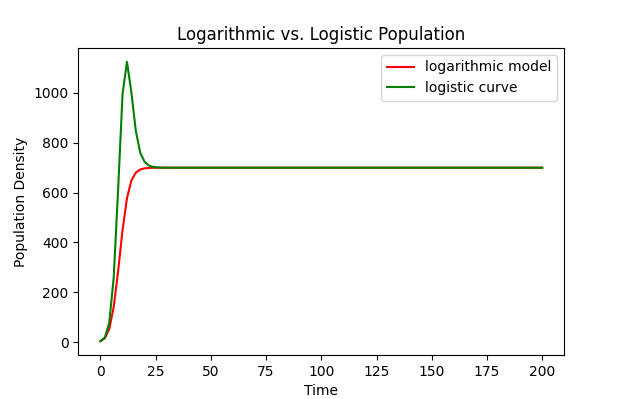 Logarithmic vs. Logistic Population
logarithmic model
logistic curve
Population Density
1000
800
600
400
200
0
0 25 50 75 100 125 150 175 200
Time